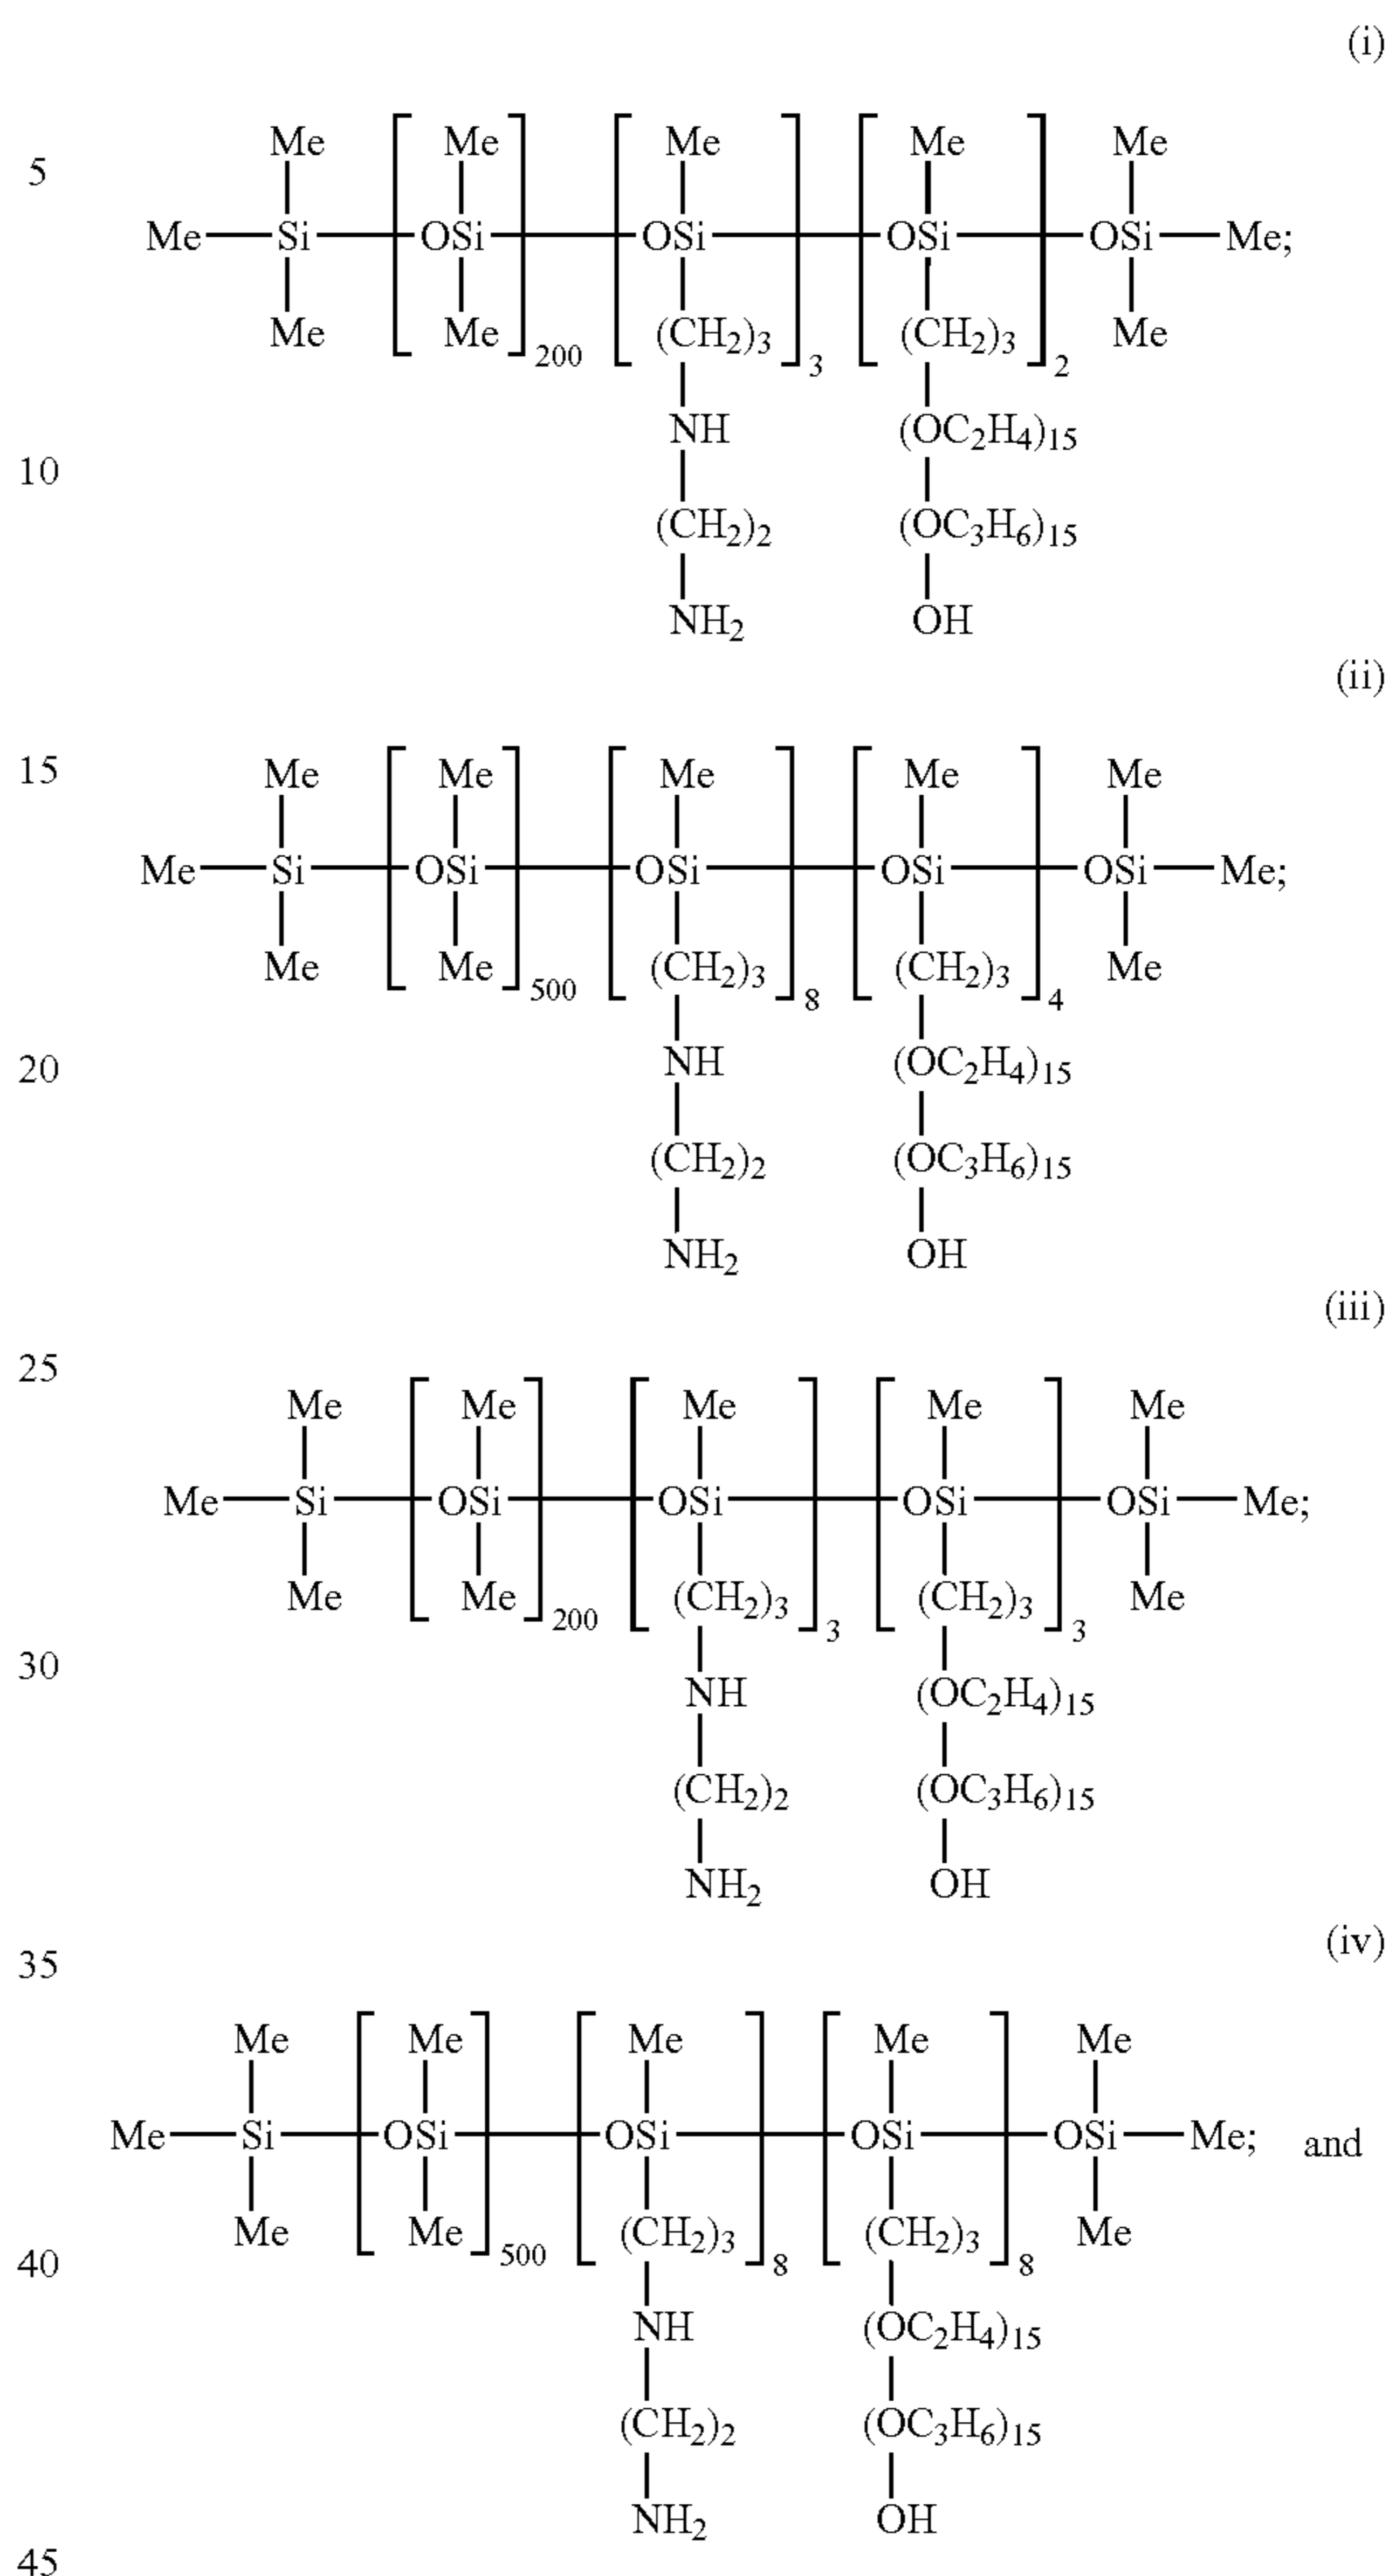 (i)
Me Me Me Me Me
5
Me—Si—[OSi]—[OSi]—[OSi]—OSi—Me;
Me Me 200 (CH2)3 3 (CH2)3 2 Me
NH (OC2H4)15
10
(CH2)2 (OC3H6)15
NH2 OH
(ii)
15 Me Me Me Me Me
Me—Si—[OSi]—[OSi]—[OSi]—OSi—Me;
Me Me 500 (CH2)3 8 (CH2)3 4 Me
20 NH (OC2H4)15
(CH2)2 (OC3H6)15
NH2 OH
(iii)
25
Me Me Me Me Me
Me—Si—[OSi]—[OSi]—[OSi]—OSi—Me;
Me Me 200 (CH2)3 3 (CH2)3 3 Me
30
NH (OC2H4)15
(CH2)2 (OC3H6)15
NH2 OH
(iv)
35
Me Me Me Me Me
Me—Si—[OSi]—[OSi]—[OSi]—OSi—Me; and
Me Me 500 (CH2)3 8 (CH2)3 8 Me
40
NH (OC2H4)15
(CH2)2 (OC3H6)15
NH2 OH
45